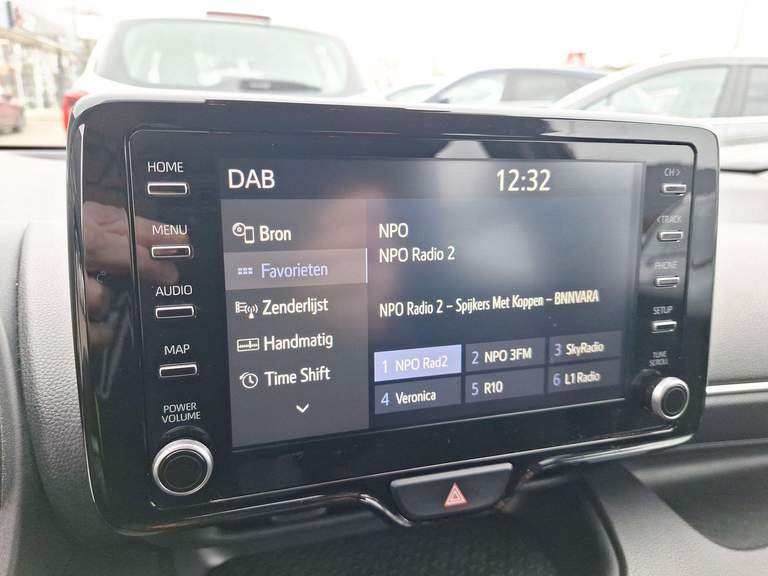 HOME
MENU
AUDIO
MAP
POWER
VOLUME
DAB
12:32
Bron
Favorieten
Zenderlijst
Handmatig
Time Shift
NPO
NPO Radio 2
NPO Radio 2 – Spijkers Met Koppen – BNNVARA
1 NPO Rad2
2 NPO 3FM
3 SkyRadio
4 Veronica
5 R10
6 L1 Radio
CH >
< TRACK
PHONE
SETUP
TUNE
SCROLL